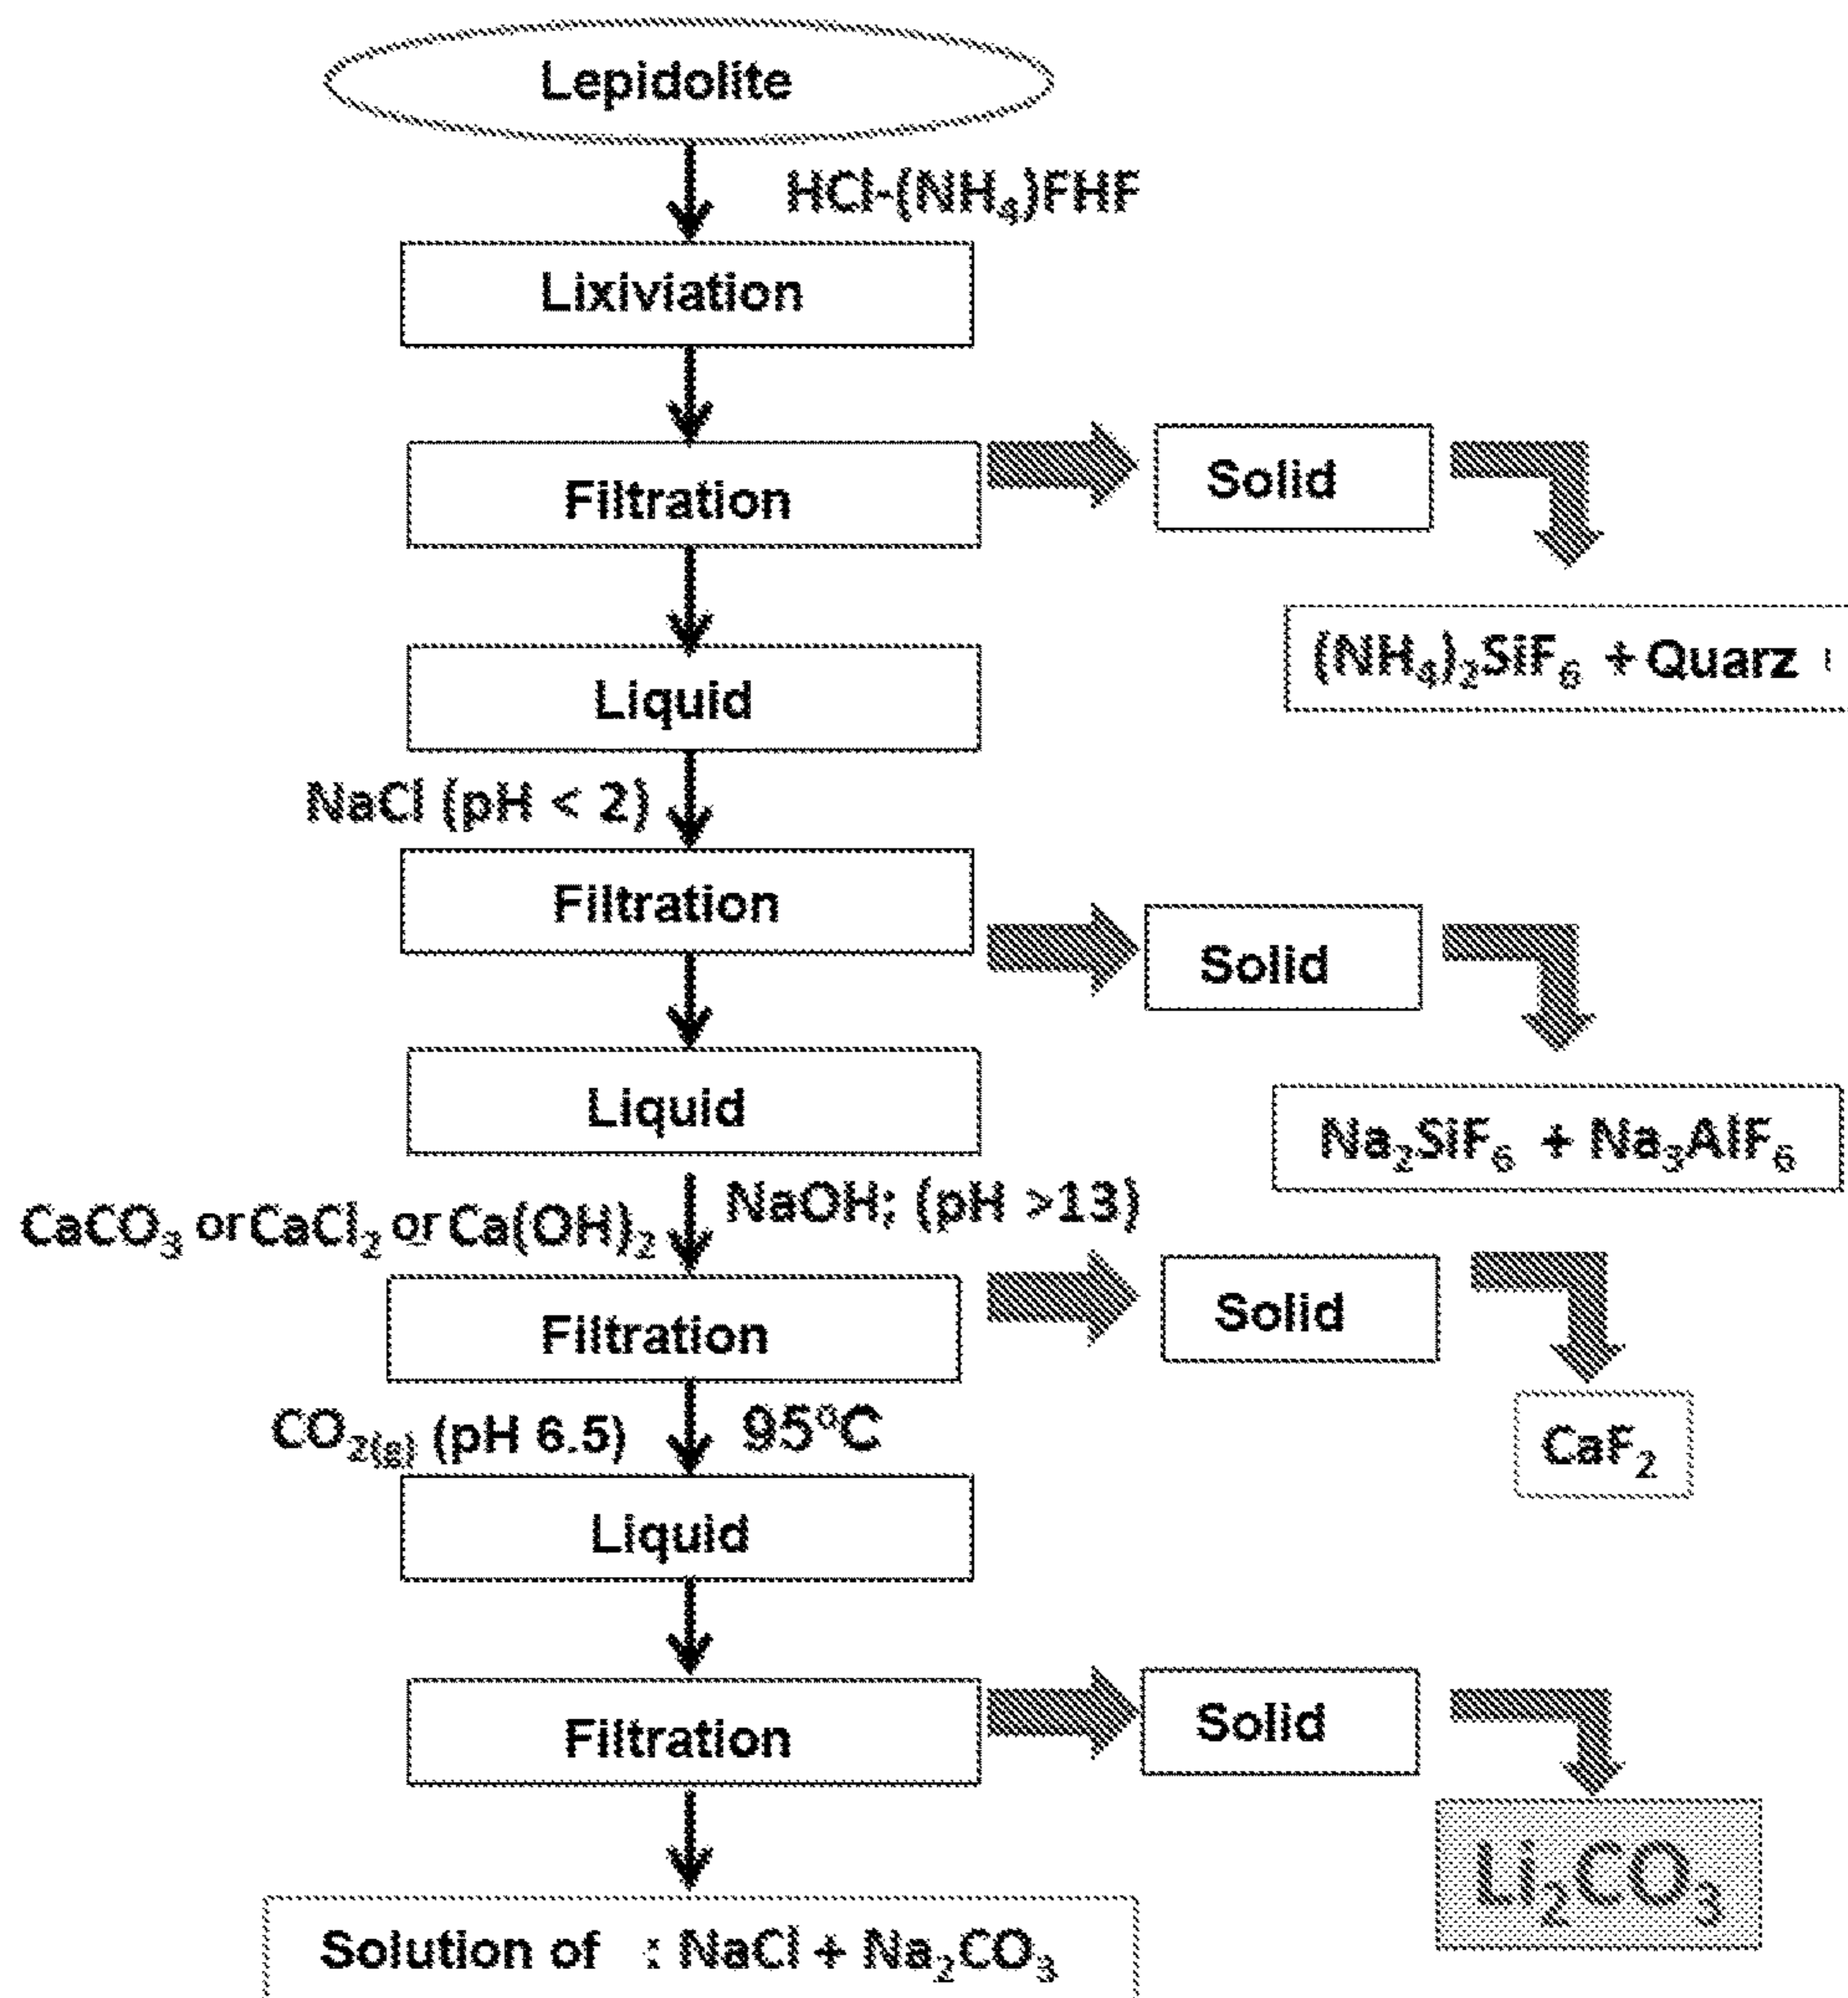 Lepidolite
HCl-(NH₄)FHF
Lixiviation
Filtration
Solid
(NH₄)₂SiF₆ + Quarz
Liquid
NaCl (pH < 2)
Filtration
Solid
Liquid
Na₂SiF₆ + Na₃AlF₆
CaCO₃ or CaCl₂ or Ca(OH)₂
NaOH; (pH >13)
Filtration
Solid
CaF₂
CO₂(g) (pH 6.5)
95°C
Liquid
Filtration
Solid
Li₂CO₃
Solution of : NaCl + Na₂CO₃